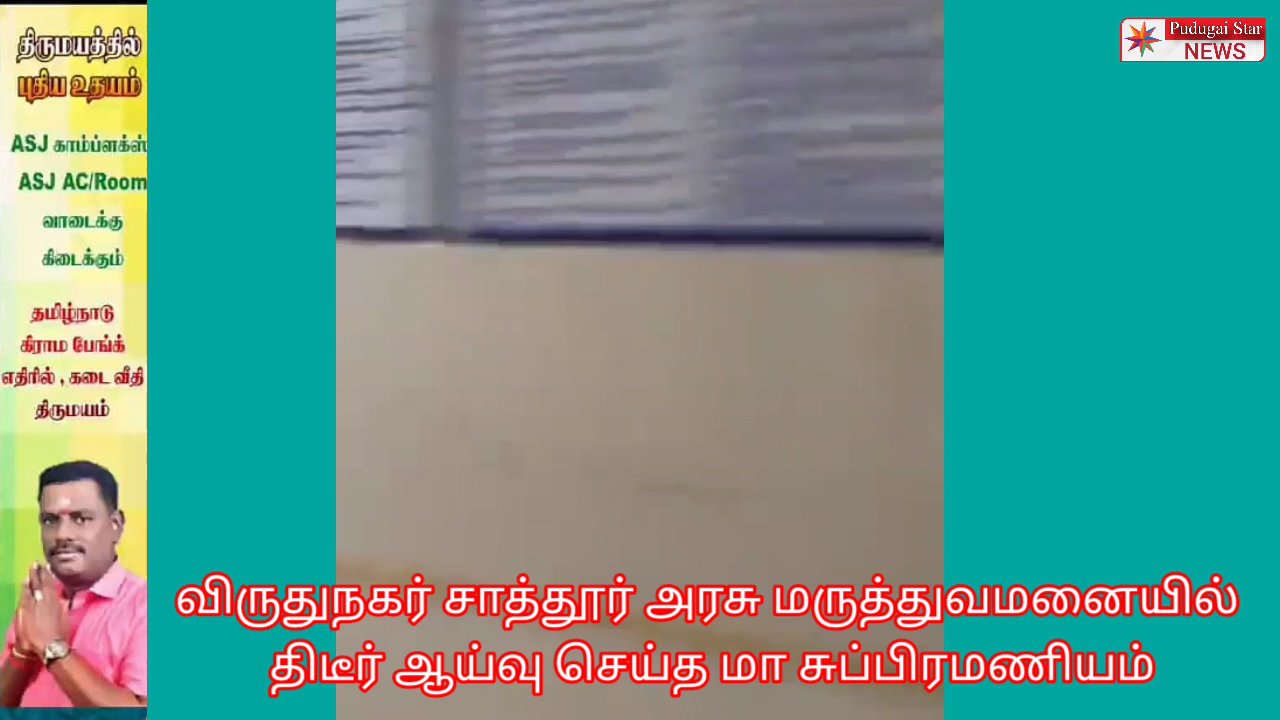 திருமயத்தில்
புதிய உதயம்
ASJ காம்ப்ளக்ஸ்
ASJ AC/Room
வாடைக்கு
கிடைக்கும்
தமிழ்நாடு
கிராம பேங்க்
எதிரில் , கடை வீதி
திருமயம்
Pudugai Star
NEWS
விருதுநகர் சாத்தூர் அரசு மருத்துவமனையில்
திடீர் ஆய்வு செய்த மா சுப்பிரமணியம்